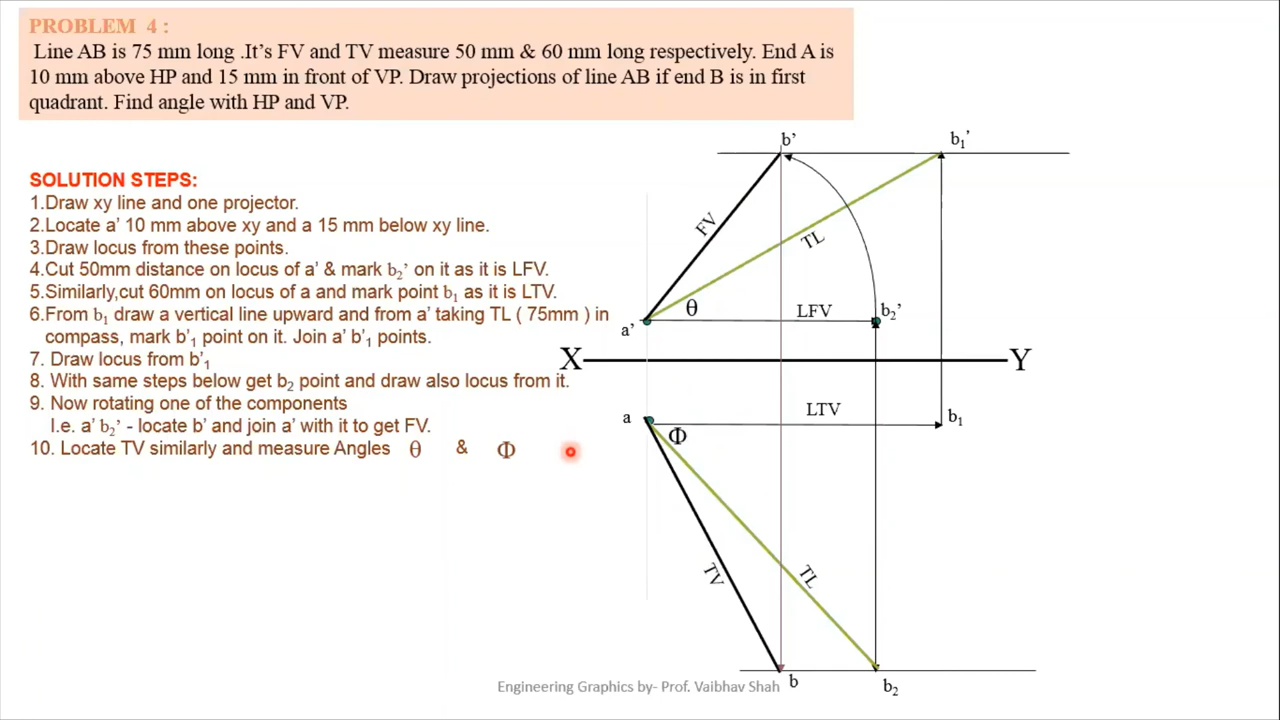 PROBLEM 4 :
Line AB is 75 mm long .It’s FV and TV measure 50 mm & 60 mm long respectively. End A is
10 mm above HP and 15 mm in front of VP. Draw projections of line AB if end B is in first
quadrant. Find angle with HP and VP.
SOLUTION STEPS:
1.Draw xy line and one projector.
2.Locate a’ 10 mm above xy and a 15 mm below xy line.
3.Draw locus from these points.
4.Cut 50mm distance on locus of a’ & mark b₂’ on it as it is LFV.
5.Similarly,cut 60mm on locus of a and mark point b₁ as it is LTV.
6.From b₁ draw a vertical line upward and from a’ taking TL ( 75mm ) in
compass, mark b’₁ point on it. Join a’ b’₁ points.
7. Draw locus from b’₁
8. With same steps below get b₂ point and draw also locus from it.
9. Now rotating one of the components
I.e. a’ b₂’ - locate b’ and join a’ with it to get FV.
10. Locate TV similarly and measure Angles θ & Φ
b’
b₁’
FV
TL
θ
LFV
b₂’
a’
X
Y
a
LTV
b₁
Φ
TV
TL
b
b₂
Engineering Graphics by- Prof. Vaibhav Shah